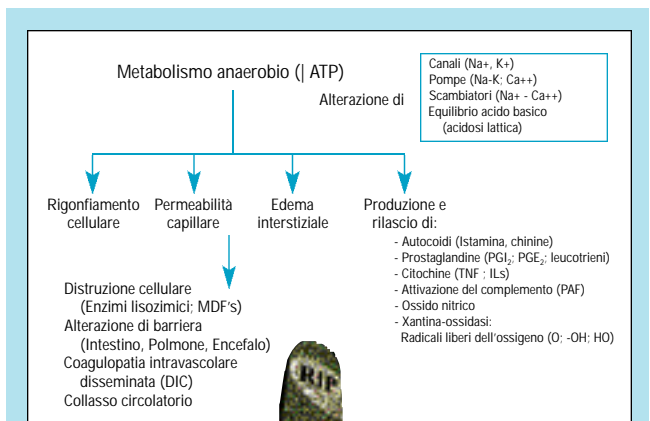 Metabolismo anaerobio (| ATP)
Alterazione di
Canali (Na+, K+)
Pompe (Na-K; Ca++)
Scambiatori (Na+ - Ca++)
Equilibrio acido basico
(acidosi lattica)
Rigonfiamento
cellulare
Permeabilità
capillare
Edema
interstiziale
Produzione e
rilascio di:
- Autocoidi (Istamina, chinine)
- Prostaglandine (PGI₂; PGE₂; leucotrieni)
- Citochine (TNF ; ILs)
- Attivazione del complemento (PAF)
- Ossido nitrico
- Xantina-ossidasi:
Radicali liberi dell'ossigeno (O; -OH; HO)
Distruzione cellulare
(Enzimi lisozimici; MDF's)
Alterazione di barriera
(Intestino, Polmone, Encefalo)
Coagulopatia intravascolare
disseminata (DIC)
Collasso circolatorio
RIP